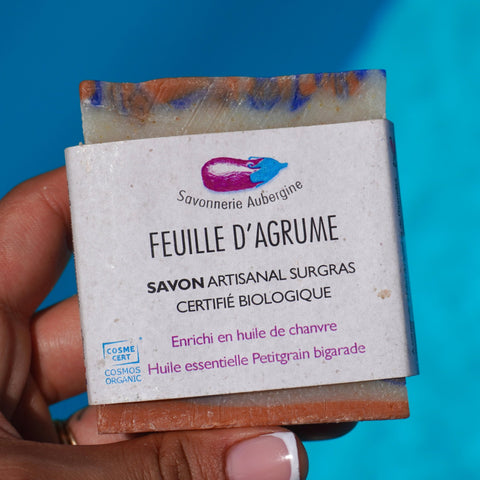 Savonnerie Aubergine
FEUILLE D'AGRUME
SAVON ARTISANAL SURGRAS
CERTIFIÉ BIOLOGIQUE
Enrichi en huile de chanvre
Huile essentielle Petitgrain bigarade
COSME
CERT
COSMOS
ORGANIC